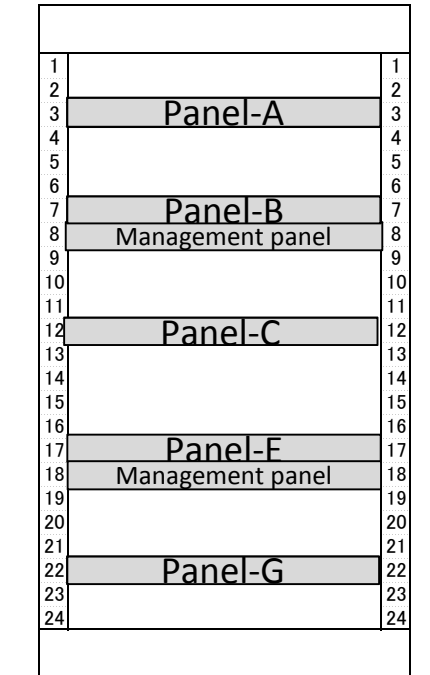 1 1
2 2
3 Panel-A 3
4 4
5 5
6 6
7 Panel-B 7
8 Management panel 8
9 9
10 10
11 11
12 Panel-C 12
13 13
14 14
15 15
16 16
17 Panel-E 17
18 Management panel 18
19 19
20 20
21 21
22 Panel-G 22
23 23
24 24